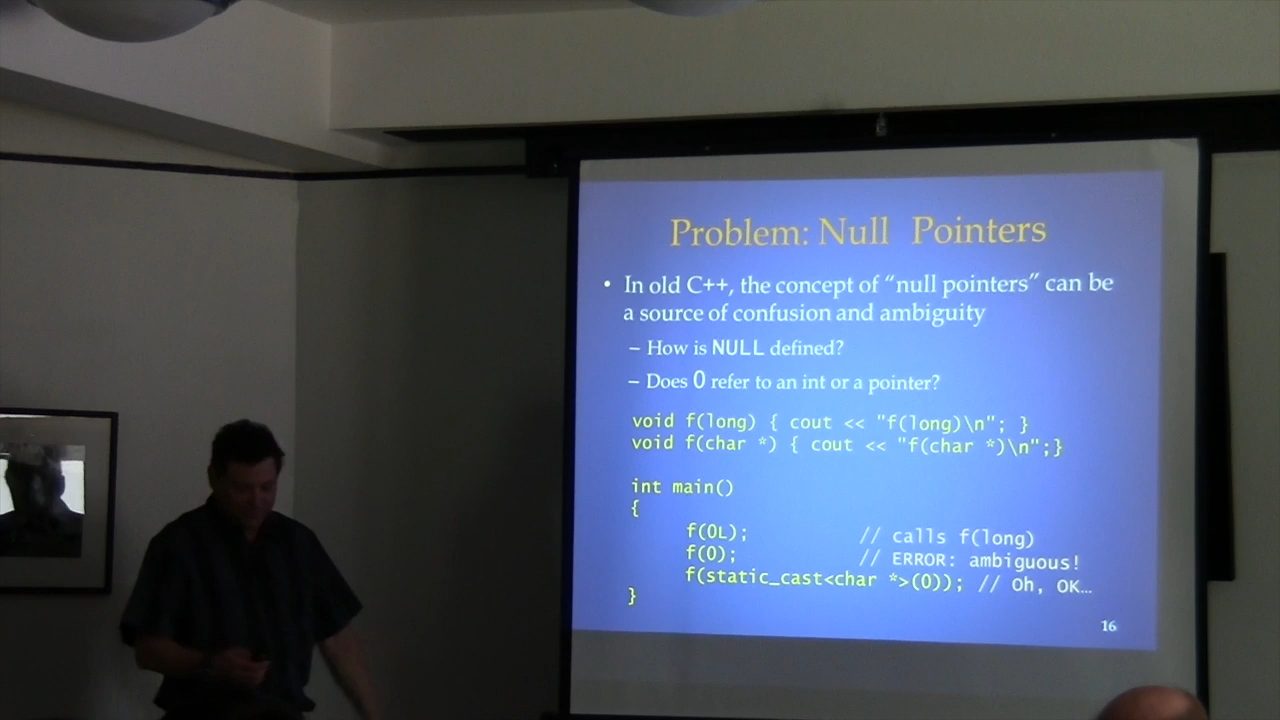 Problem: Null Pointers
• In old C++, the concept of “null pointers” can be
a source of confusion and ambiguity
– How is NULL defined?
– Does 0 refer to an int or a pointer?
void f(long) { cout << "f(long)\n"; }
void f(char *) { cout << "f(char *)\n";}
int main()
{
f(0L); // calls f(long)
f(0); // ERROR: ambiguous!
f(static_cast<char *>(0)); // Oh, OK…
}
16